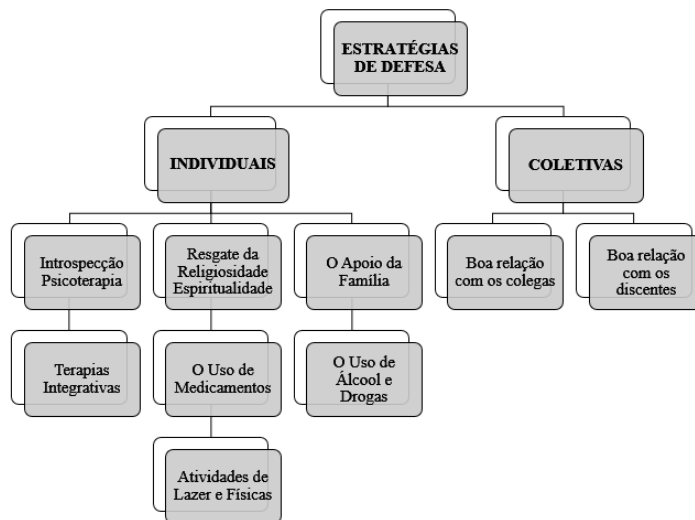 ESTRATÉGIAS
DE DEFESA
INDIVIDUAIS
COLETIVAS
Introspecção
Psicoterapia
Resgate da
Religiosidade
Espiritualidade
O Apoio da
Família
Boa relação
com os colegas
Boa relação
com os
discentes
Terapias
Integrativas
O Uso de
Medicamentos
O Uso de
Álcool e
Drogas
Atividades de
Lazer e Físicas